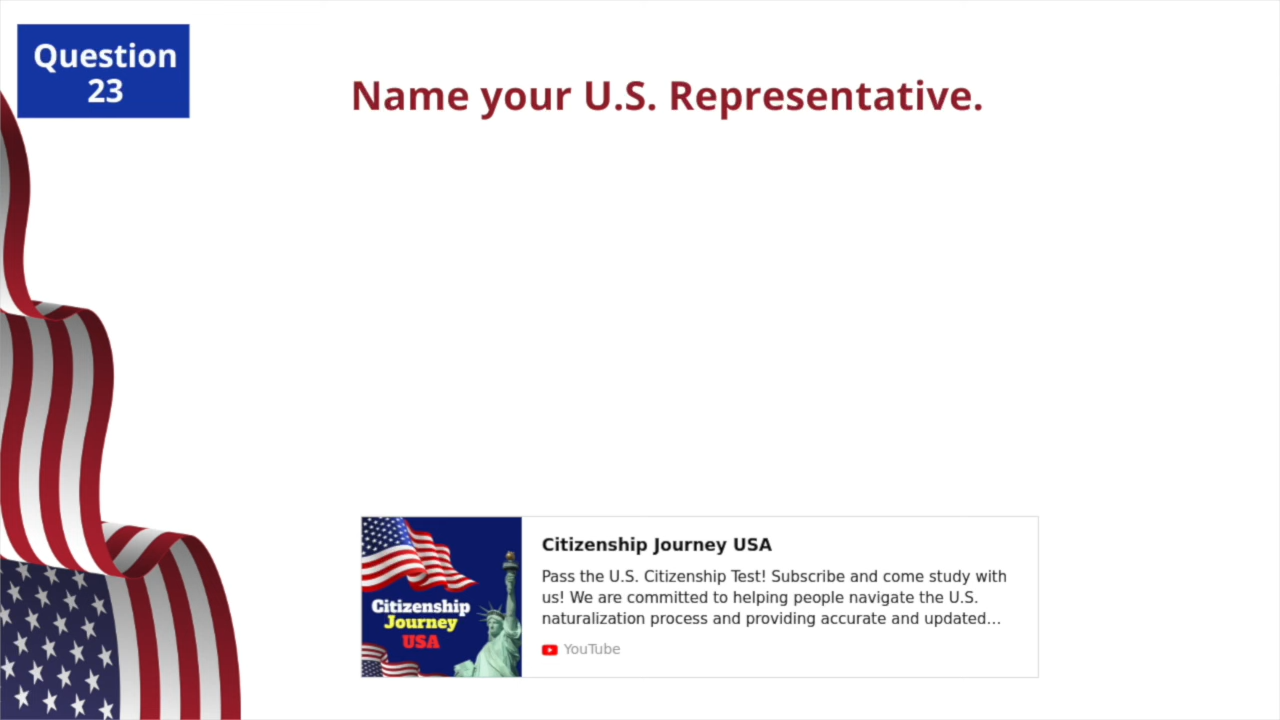 Question
23
Name your U.S. Representative.
Citizenship Journey USA
Pass the U.S. Citizenship Test! Subscribe and come study with
us! We are committed to helping people navigate the U.S.
naturalization process and providing accurate and updated...
YouTube
Citizenship
Journey
USA